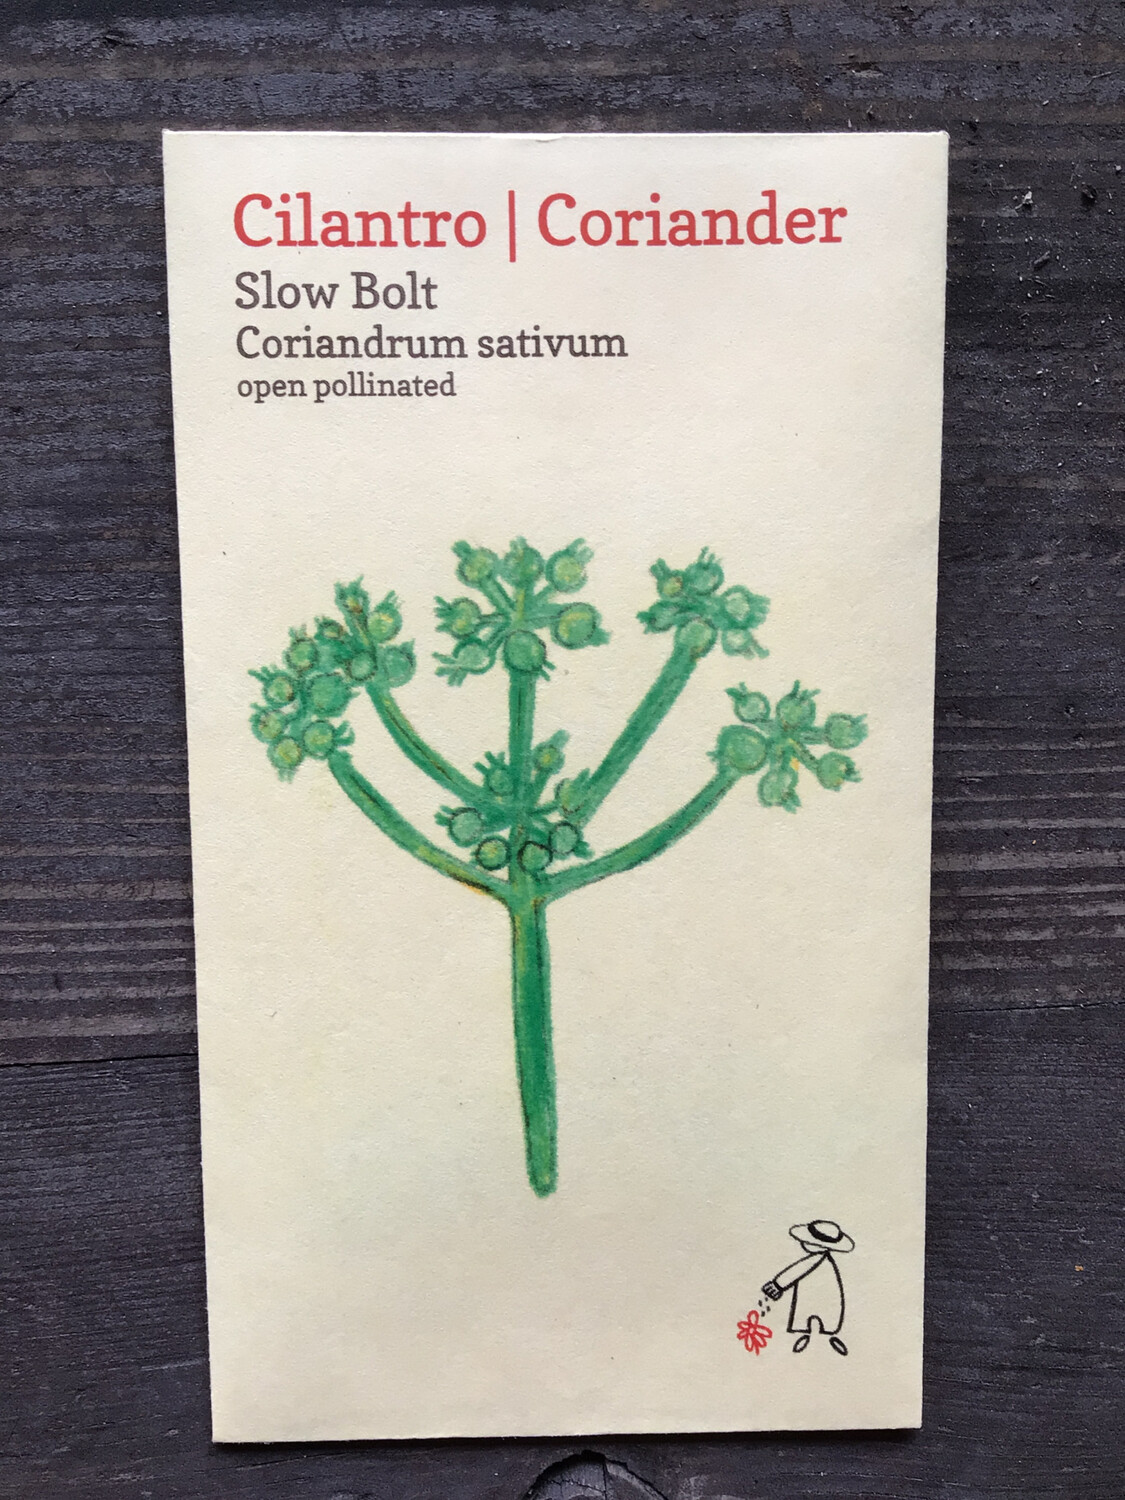 Cilantro | Coriander
Slow Bolt
Coriandrum sativum
open pollinated